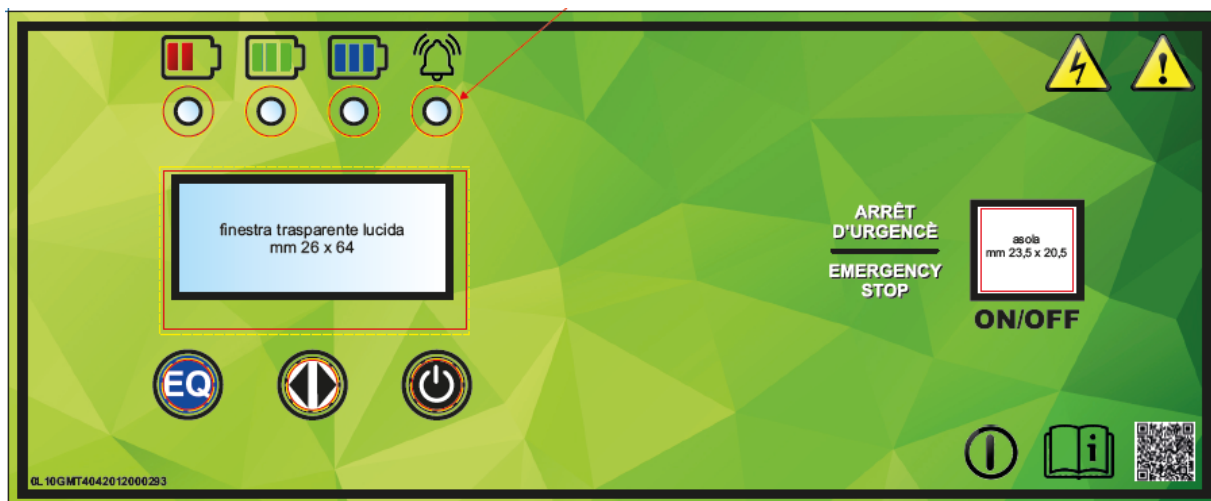 finestra trasparente lucida
mm 26 x 64
ARRÊT
D'URGENCÈ
EMERGENCY
STOP
asola
mm 23,5 x 20,5
ON/OFF
EQ
i
0L10GMT4042012000293